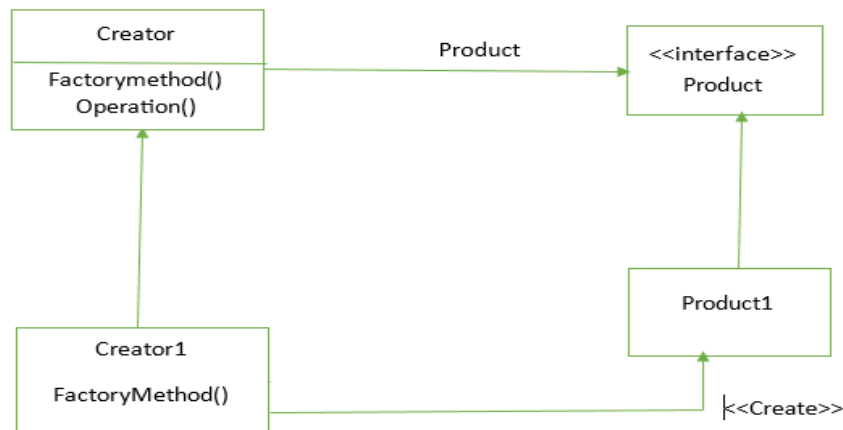 Creator
Factorymethod()
Operation()
Product
<<interface>>
Product
Product1
Creator1
FactoryMethod()
<<Create>>